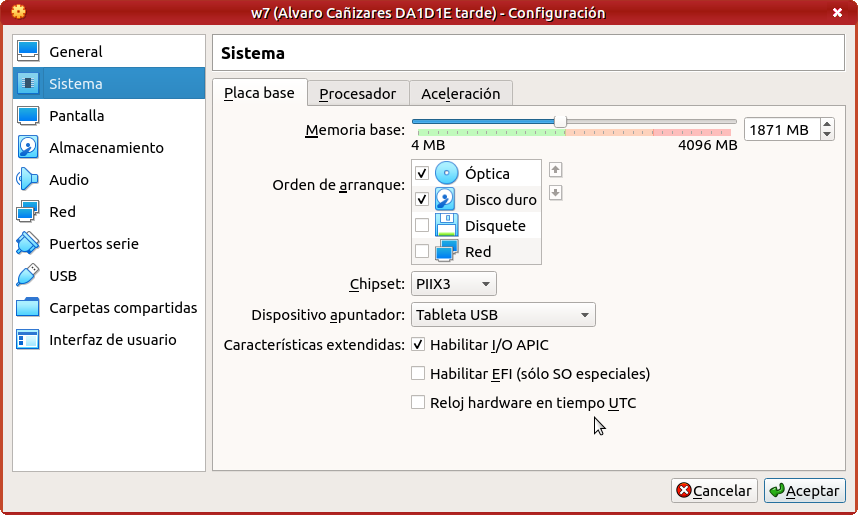 w7 (Alvaro Cañizares DA1D1E tarde) - Configuración
General
Sistema
Pantalla
Almacenamiento
Audio
Red
Puertos serie
USB
Carpetas compartidas
Interfaz de usuario
Sistema
Placa base Procesador Aceleración
Memoria base: 1871 MB
4 MB 4096 MB
Orden de arranque:
Óptica
Disco duro
Disquete
Red
Chipset: PIIX3
Dispositivo apuntador: Tableta USB
Características extendidas: Habilitar I/O APIC
Habilitar EFI (sólo SO especiales)
Reloj hardware en tiempo UTC
Cancelar Aceptar